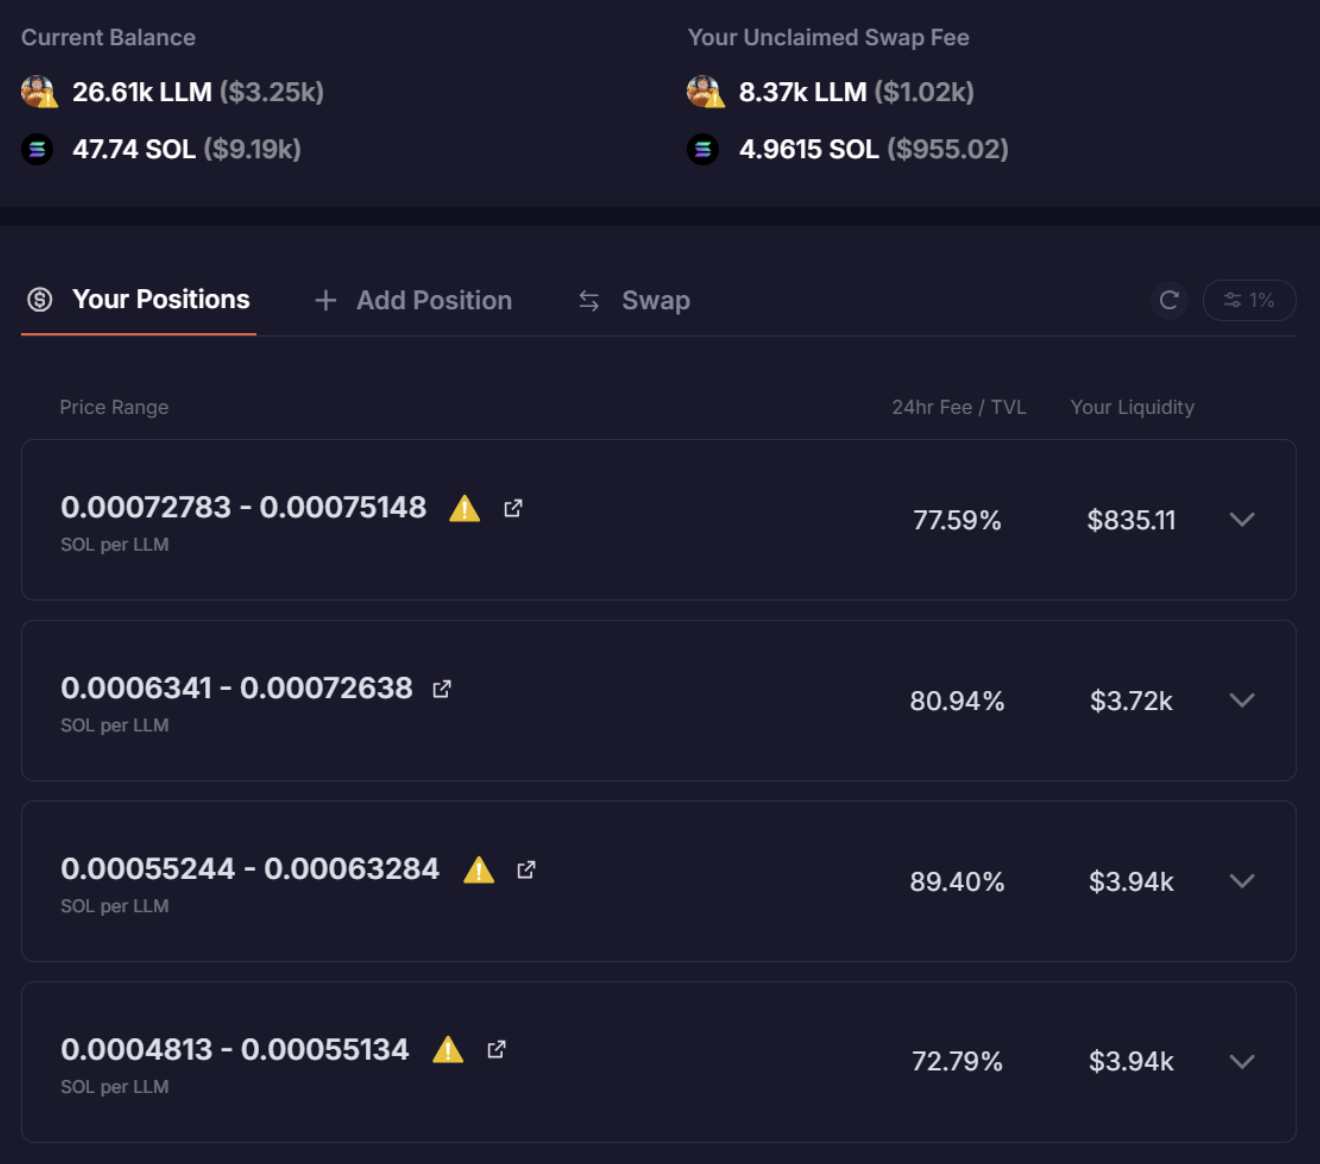 Current Balance
26.61k LLM ($3.25k)
47.74 SOL ($9.19k)
Your Unclaimed Swap Fee
8.37k LLM ($1.02k)
4.9615 SOL ($955.02)
Your Positions
Add Position
Swap
1%
Price Range
24hr Fee / TVL
Your Liquidity
0.00072783 - 0.00075148
SOL per LLM
77.59%
$835.11
0.0006341 - 0.00072638
SOL per LLM
80.94%
$3.72k
0.00055244 - 0.00063284
SOL per LLM
89.40%
$3.94k
0.0004813 - 0.00055134
SOL per LLM
72.79%
$3.94k